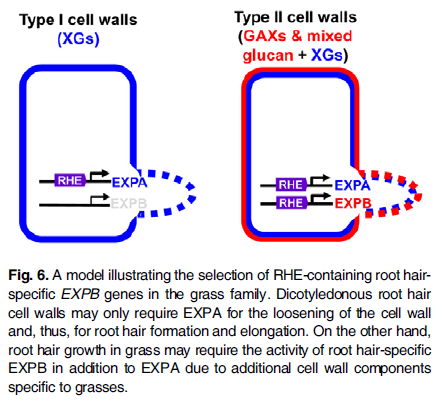 Type I cell walls
(XGs)
Type II cell walls
(GAXs & mixed
glucan + XGs)
RHE EXPA
EXPB
RHE EXPA
RHE EXPB
Fig. 6. A model illustrating the selection of RHE-containing root hair-
specific EXPB genes in the grass family. Dicotyledonous root hair
cell walls may only require EXPA for the loosening of the cell wall
and, thus, for root hair formation and elongation. On the other hand,
root hair growth in grass may require the activity of root hair-specific
EXPB in addition to EXPA due to additional cell wall components
specific to grasses.